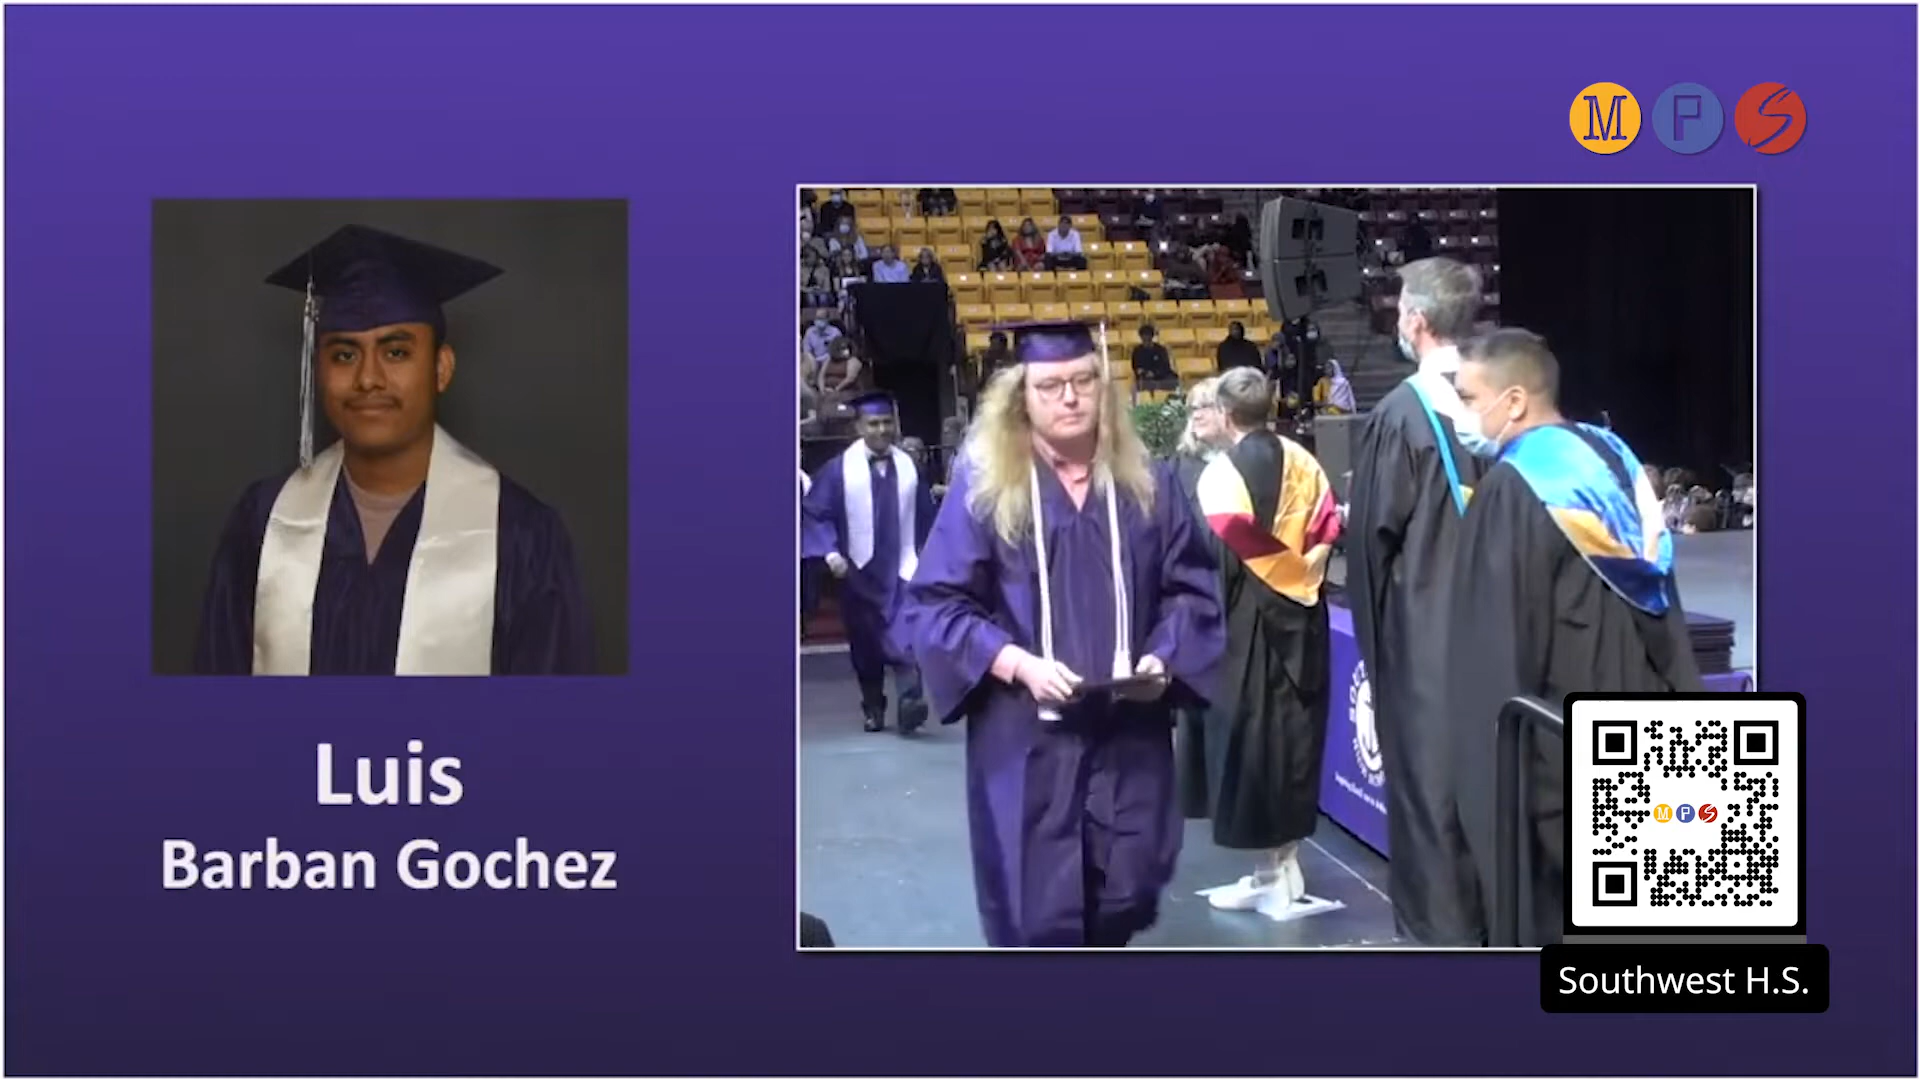 M P S
Luis
Barban Gochez
M P S
Southwest H.S.